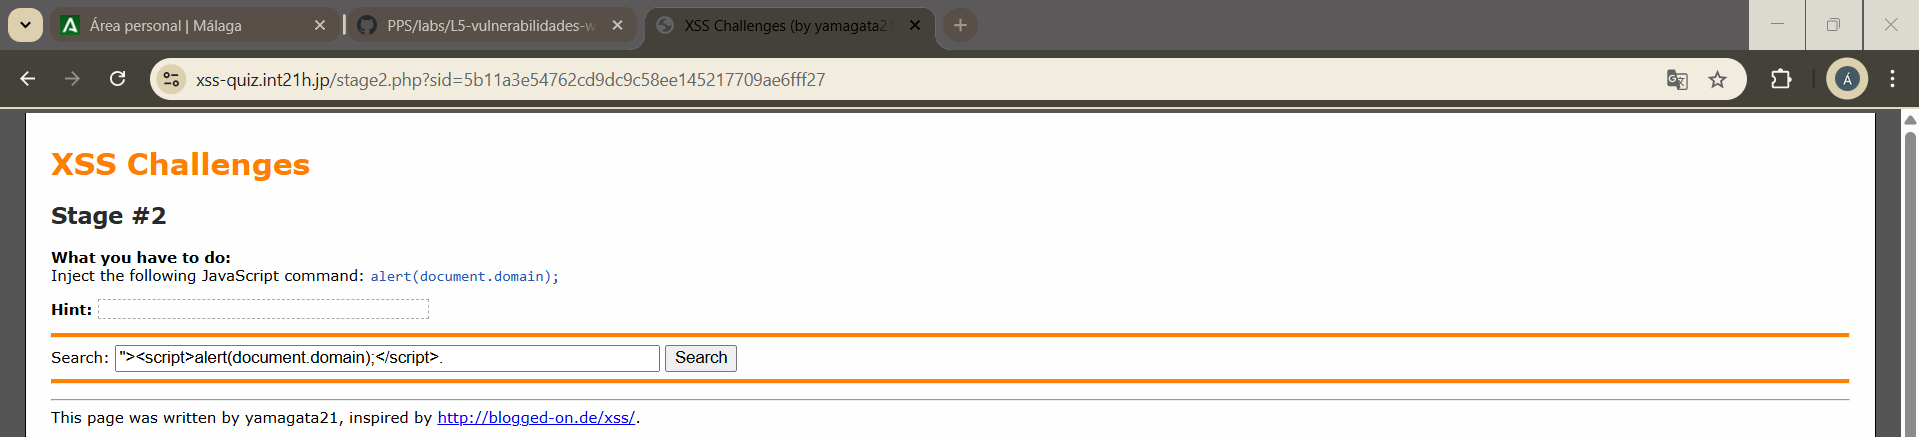 Área personal | Málaga
PPS/labs/L5-vulnerabilidades-w
XSS Challenges (by yamagata21
xss-quiz.int21h.jp/stage2.php?sid=5b11a3e54762cd9dc9c58ee145217709ae6fff27
Á
XSS Challenges
Stage #2
What you have to do:
Inject the following JavaScript command: alert(document.domain);
Hint:
Search: "><script>alert(document.domain);</script>. Search
This page was written by yamagata21, inspired by http://blogged-on.de/xss/.